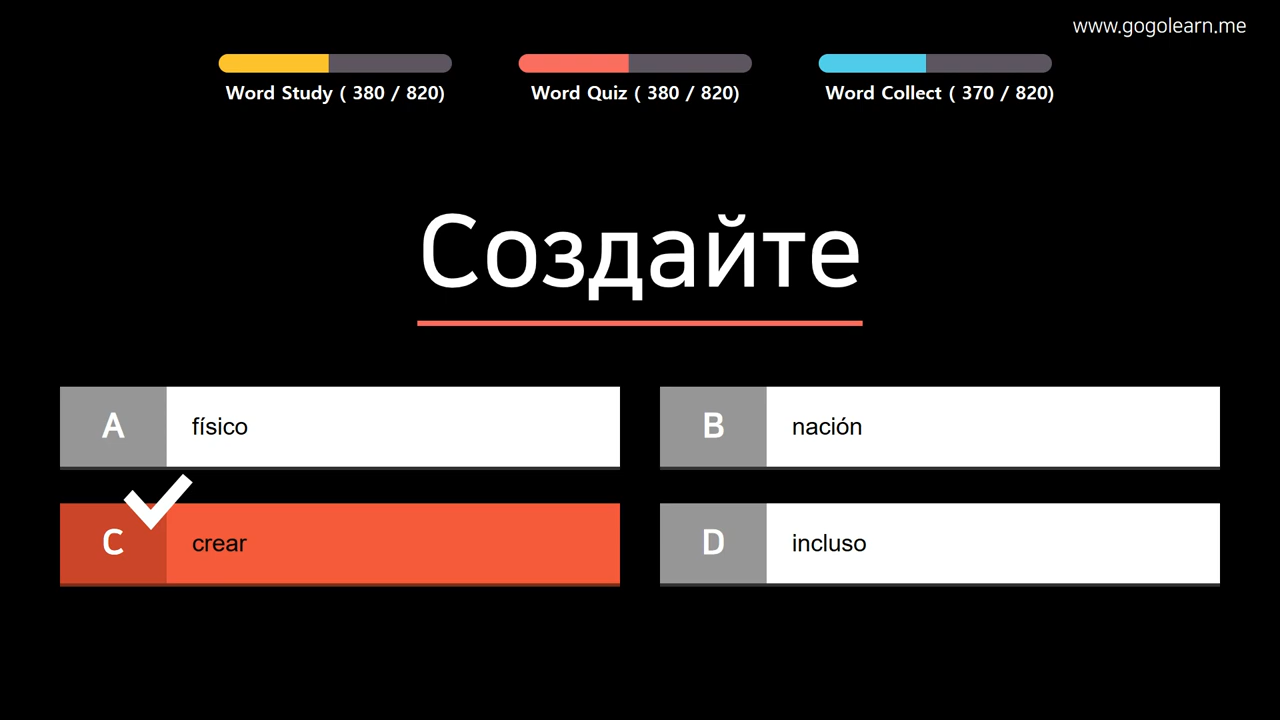 www.gogolearn.me
Word Study ( 380 / 820)
Word Quiz ( 380 / 820)
Word Collect ( 370 / 820)
Создайте
A físico
B nación
C crear
D incluso